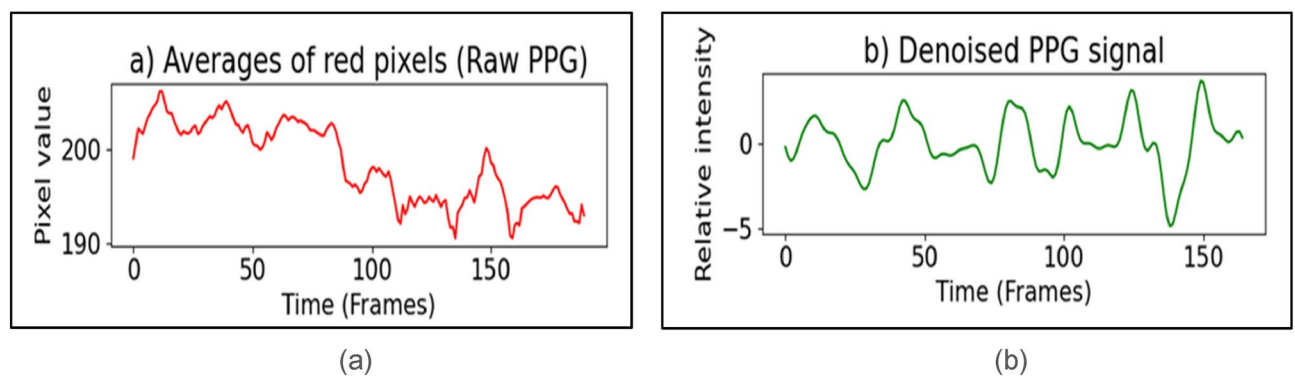 a) Averages of red pixels (Raw PPG)
Pixel value
200
190
0 50 100 150
Time (Frames)
(a)
b) Denoised PPG signal
Relative intensity
0
−5
0 50 100 150
Time (Frames)
(b)